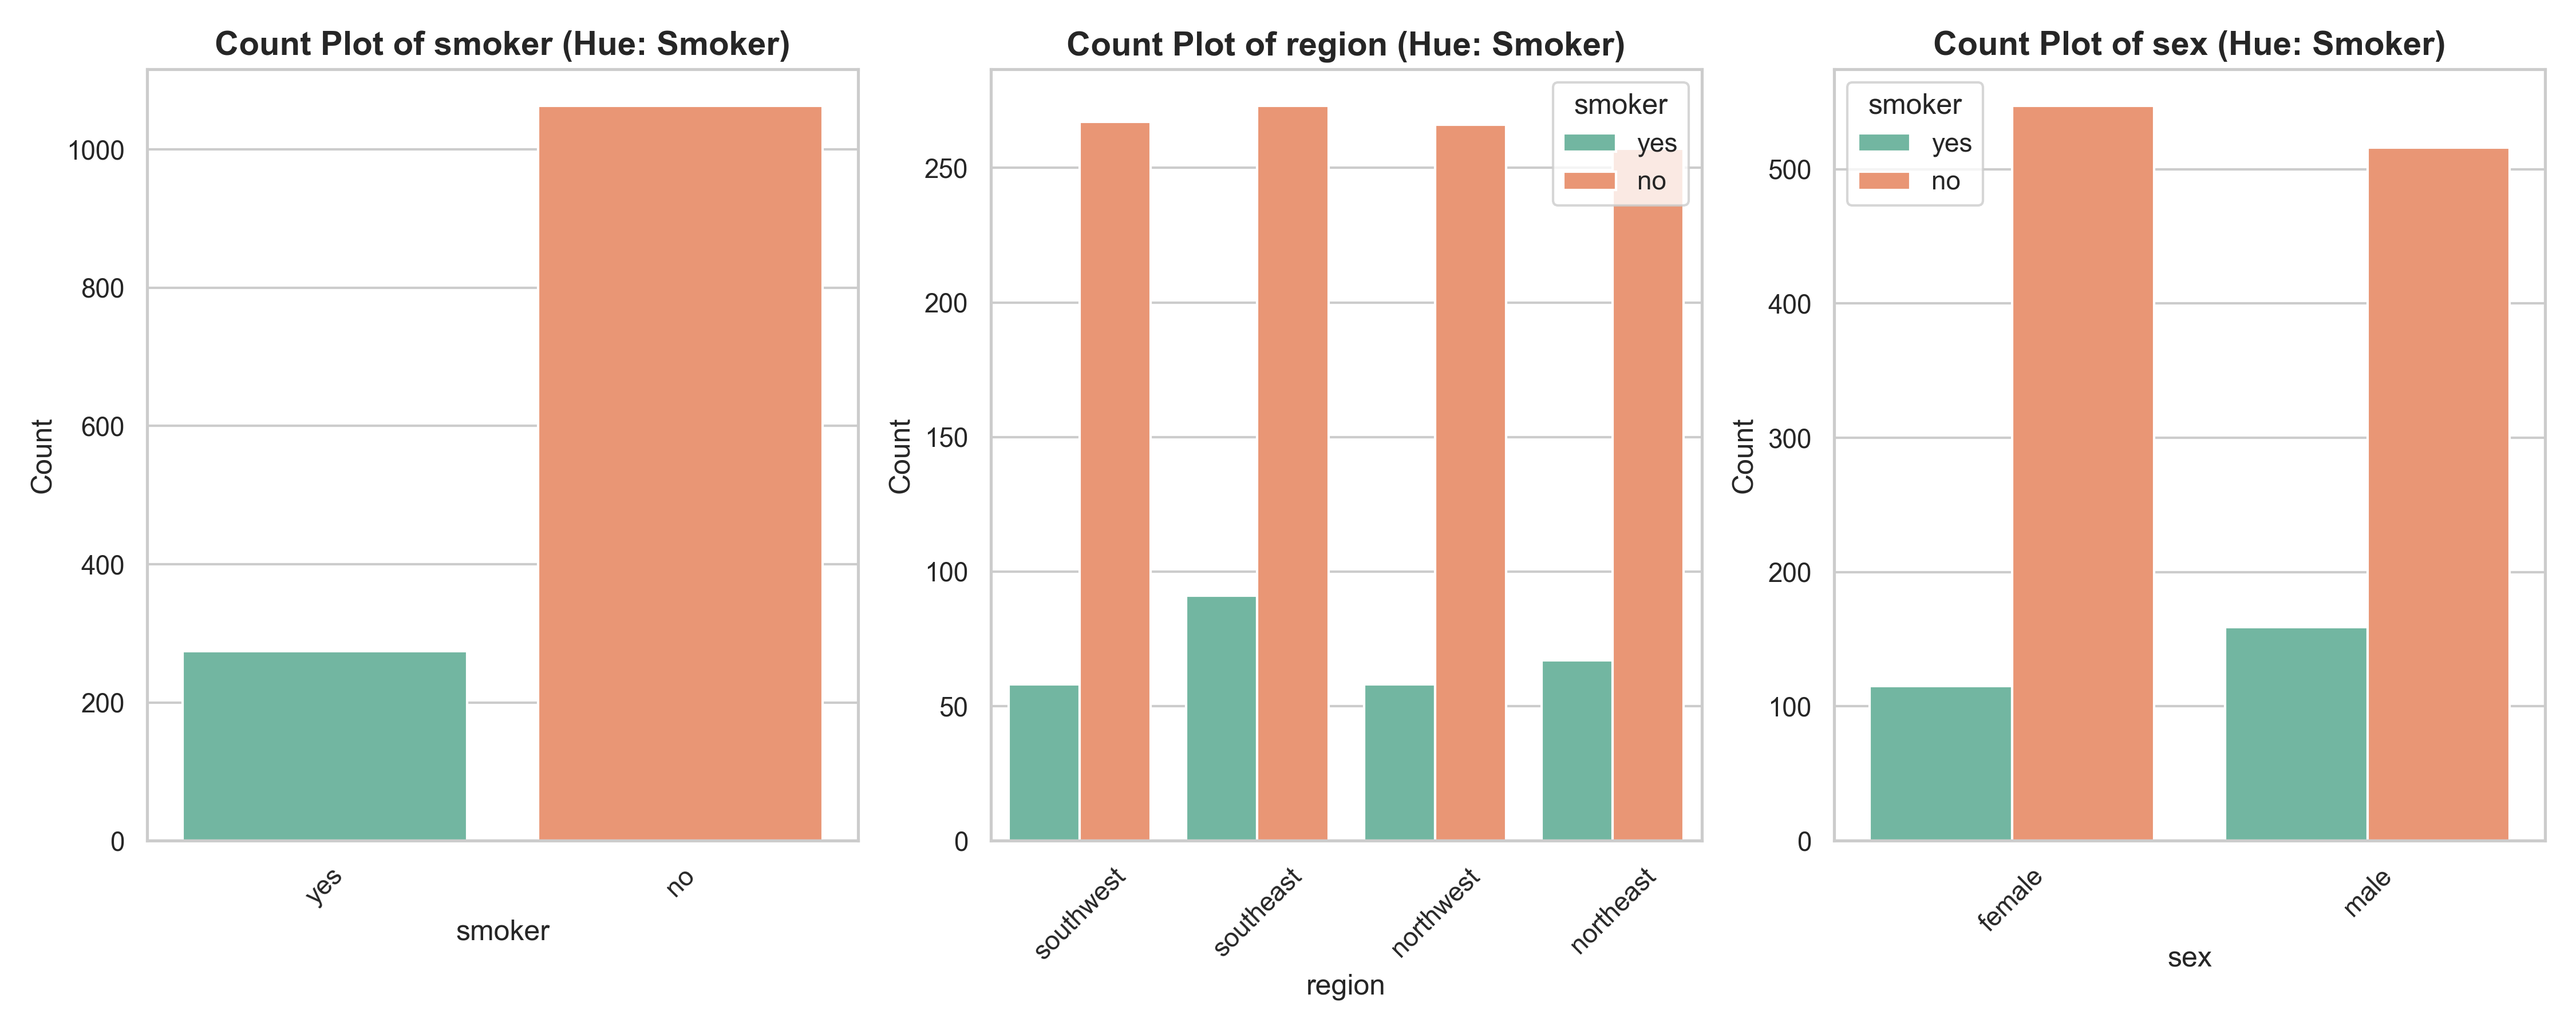 Count Plot of smoker (Hue: Smoker)
Count
1000
800
600
400
200
0
yes
no
smoker
Count Plot of region (Hue: Smoker)
smoker
yes
no
Count
250
200
150
100
50
0
southwest
southeast
northwest
northeast
region
Count Plot of sex (Hue: Smoker)
smoker
yes
no
Count
500
400
300
200
100
0
female
male
sex